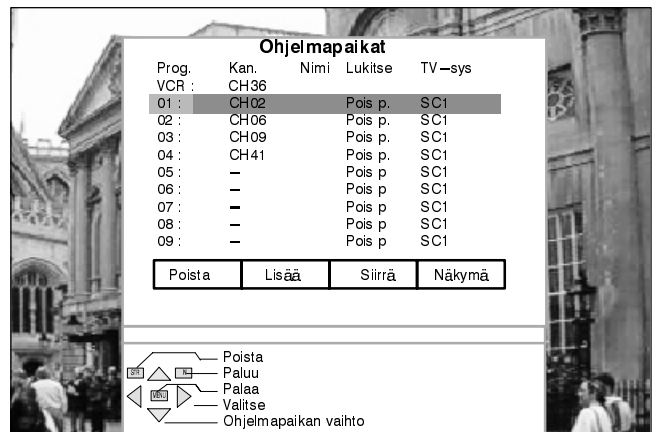 Ohjelmapaikat
Prog. Kan. Nimi Lukitse TV-sys
VCR : CH36
01 : CH02 Pois p. SC1
02 : CH06 Pois p. SC1
03 : CH09 Pois p. SC1
04 : CH41 Pois p. SC1
05 : – Pois p SC1
06 : – Pois p SC1
07 : – Pois p SC1
08 : – Pois p SC1
09 : – Pois p SC1
Poista Lisää Siirrä Näkymä
Poista
STR N Paluu
MENU Palaa
Valitse
Ohjelmapaikan vaihto